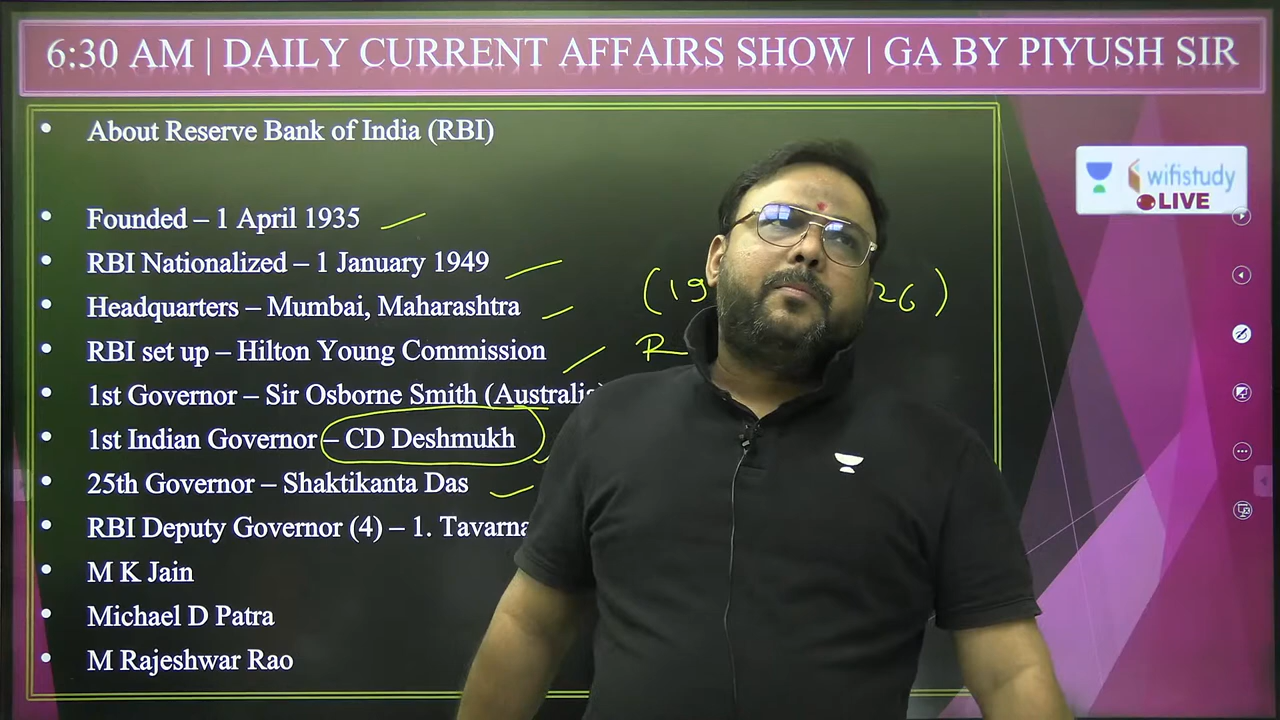 6:30 AM | DAILY CURRENT AFFAIRS SHOW | GA BY PIYUSH SIR
• About Reserve Bank of India (RBI)
wifistudy
LIVE
• Founded – 1 April 1935
• RBI Nationalized – 1 January 1949
• Headquarters – Mumbai, Maharashtra
(19 26)
• RBI set up – Hilton Young Commission
R
• 1st Governor – Sir Osborne Smith (Australia)
• 1st Indian Governor – CD Deshmukh
• 25th Governor – Shaktikanta Das
• RBI Deputy Governor (4) – 1.
• M K Jain
• Michael D Patra
• M Rajeshwar Rao